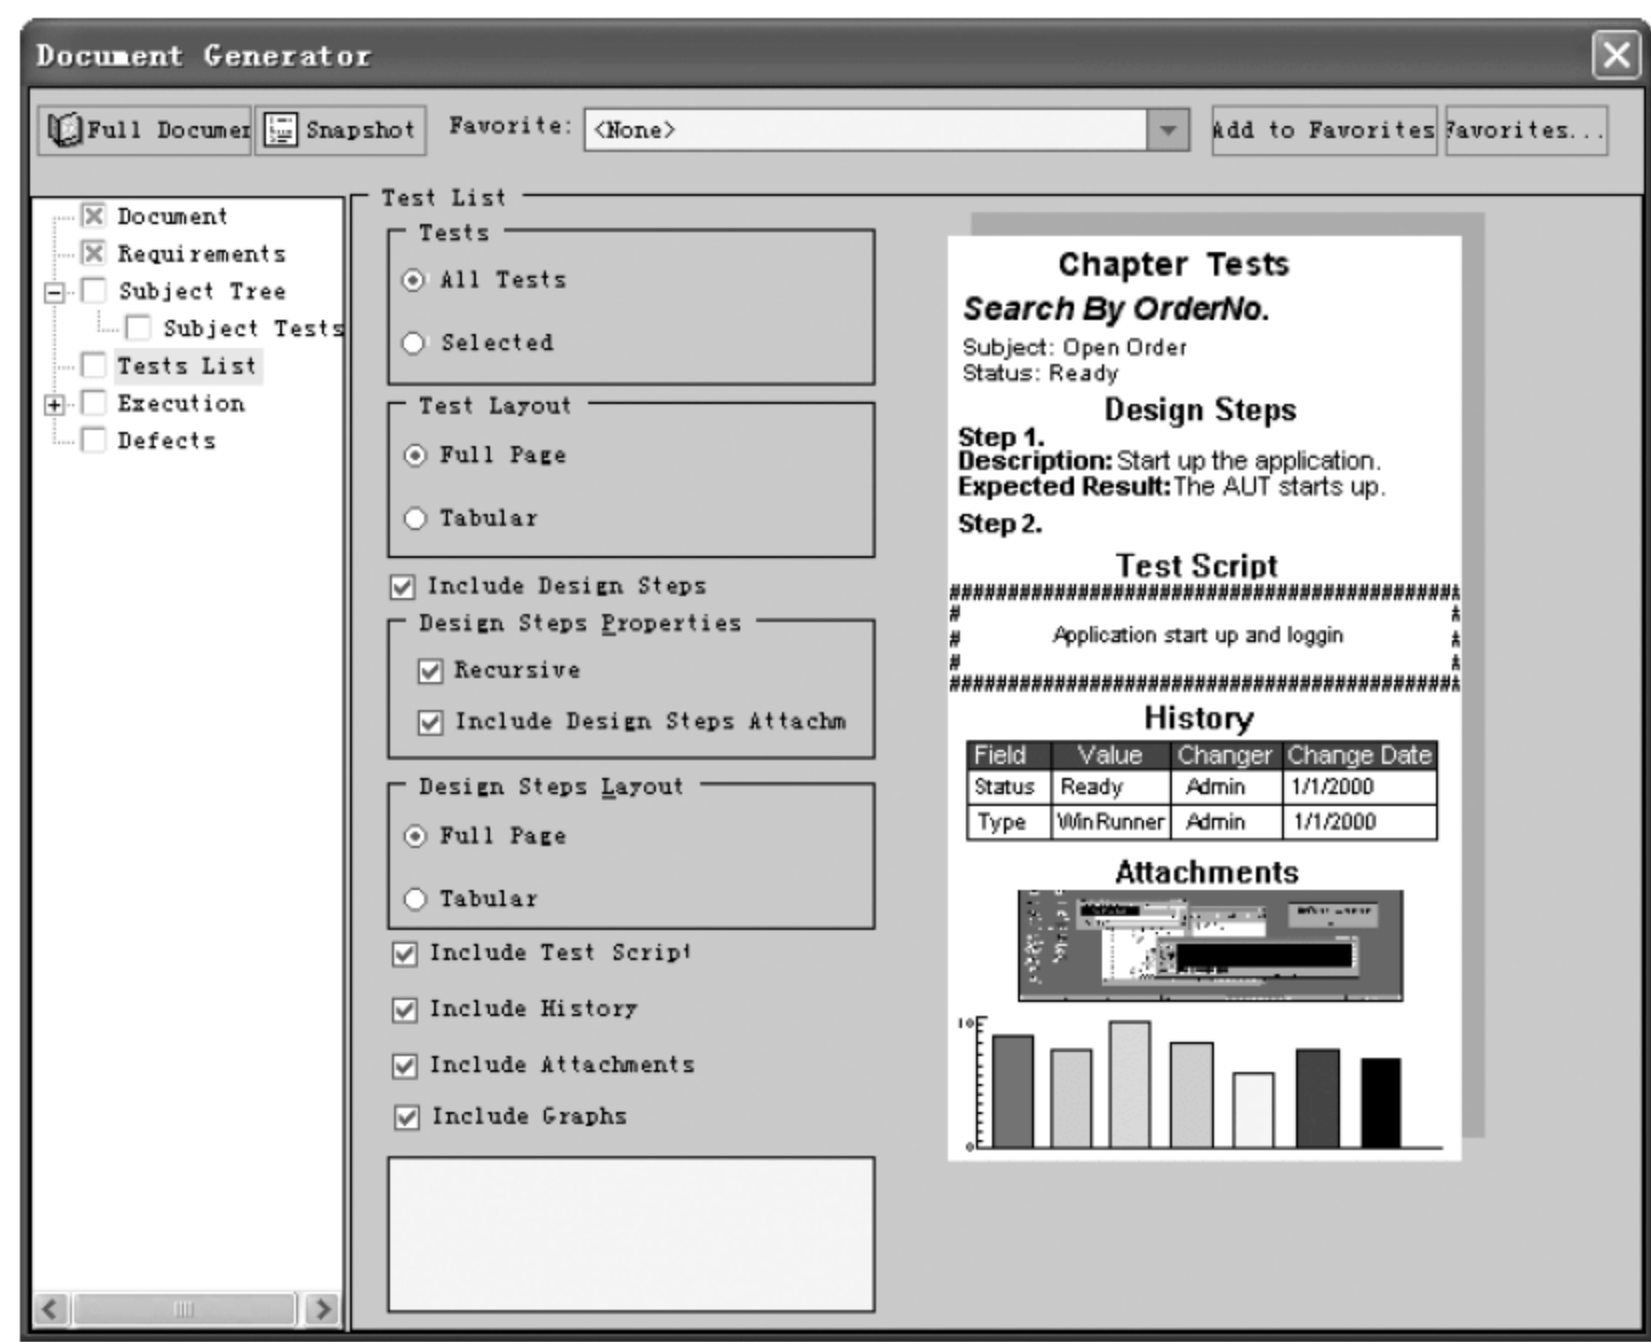 Document Generator
Full Documen Snapshot Favorite: <None> Add to Favorites Favorites...
Document
Requirements
Subject Tree
Subject Tests
Tests List
Execution
Defects
Test List
Tests
All Tests
Selected
Test Layout
Full Page
Tabular
Include Design Steps
Design Steps Properties
Recursive
Include Design Steps Attachm
Design Steps Layout
Full Page
Tabular
Include Test Script
Include History
Include Attachments
Include Graphs
Chapter Tests
Search By OrderNo.
Subject: Open Order
Status: Ready
Design Steps
Step 1.
Description: Start up the application.
Expected Result: The AUT starts up.
Step 2.
Test Script
Application start up and loggin
History
Field Value Changer Change Date
Status Ready Admin 1/1/2000
Type WinRunner Admin 1/1/2000
Attachments
10
0